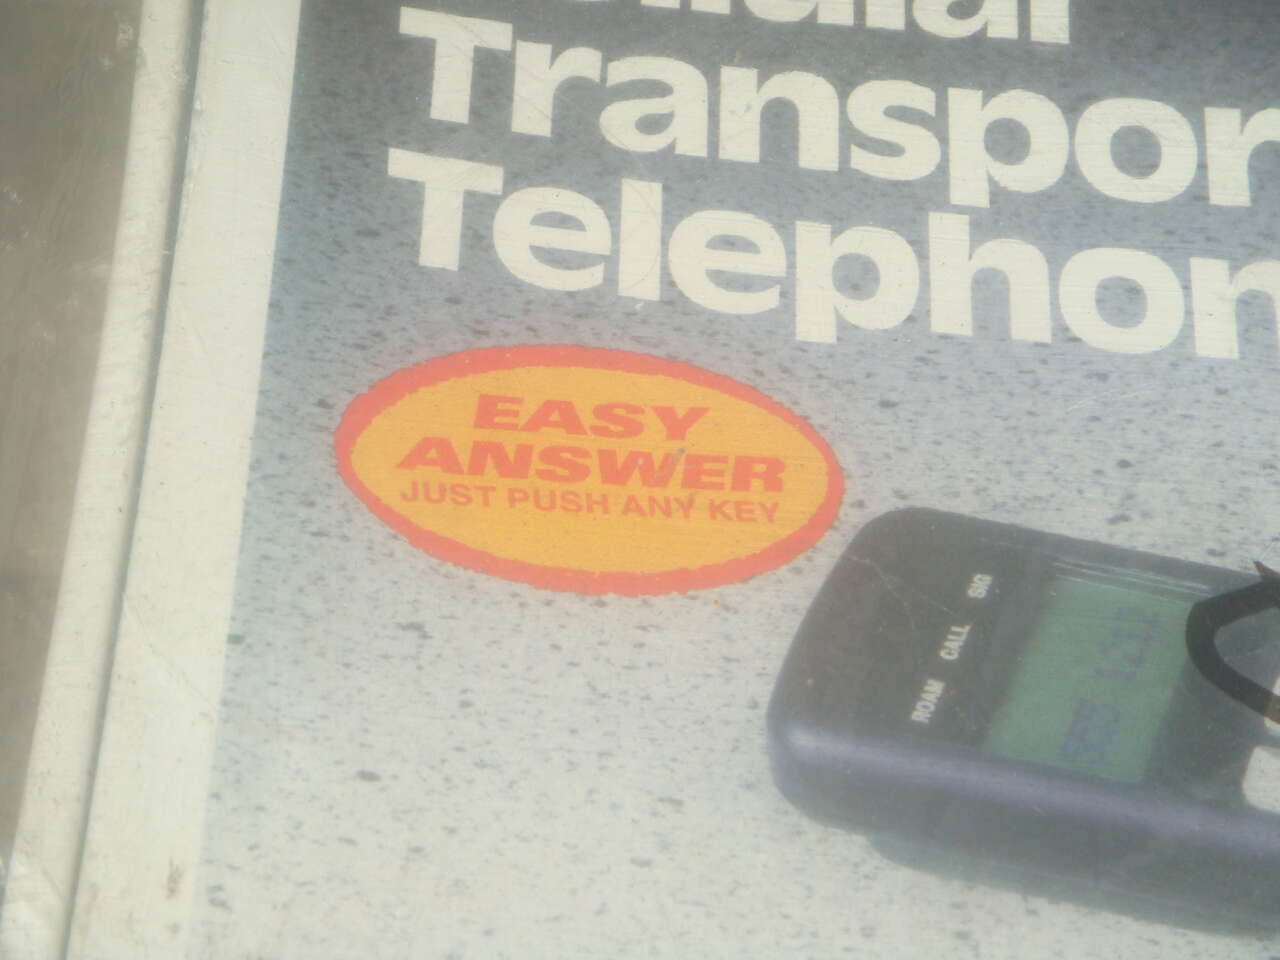 Transpor
Telephon
EASY
ANSWER
JUST PUSH ANY KEY
SIG
CALL
ROAM